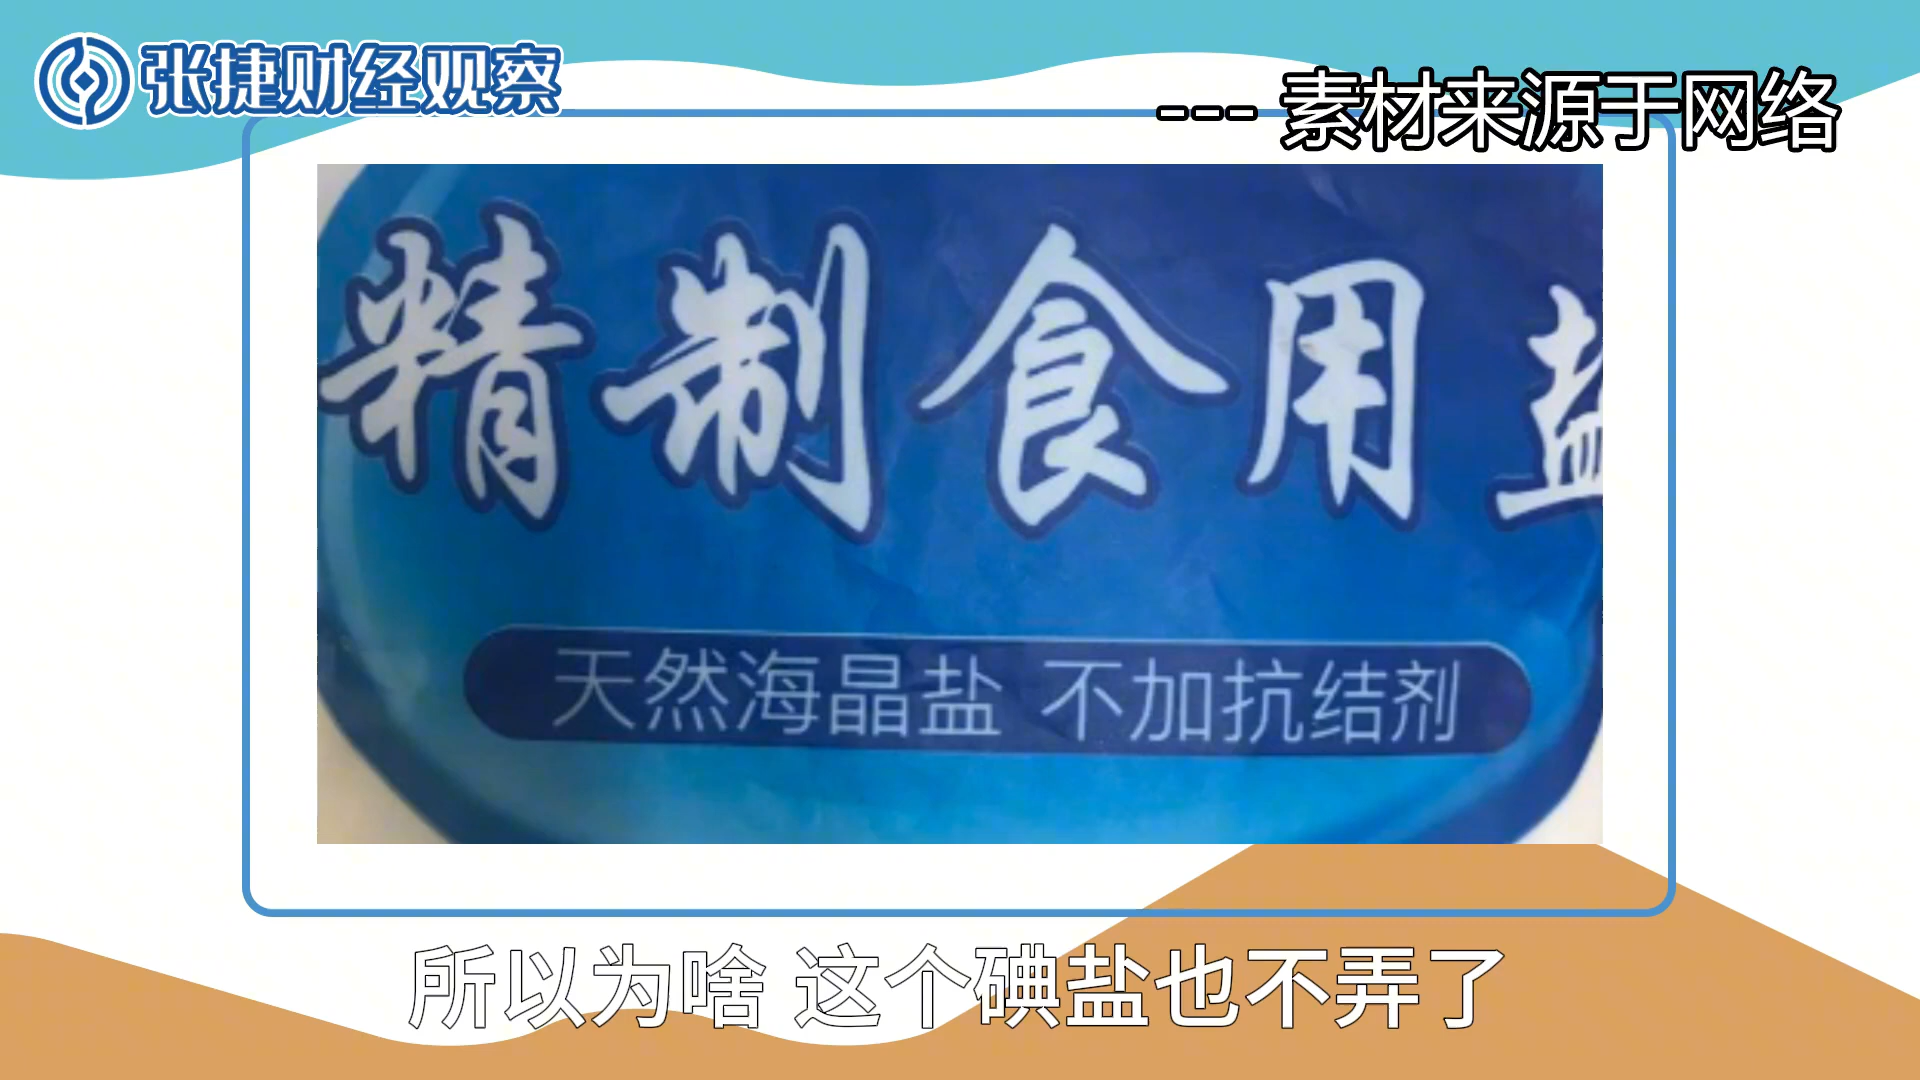 张捷财经观察
--- 素材来源于网络
精制食用盐
天然海晶盐 不加抗结剂
所以为啥 这个碘盐也不弄了